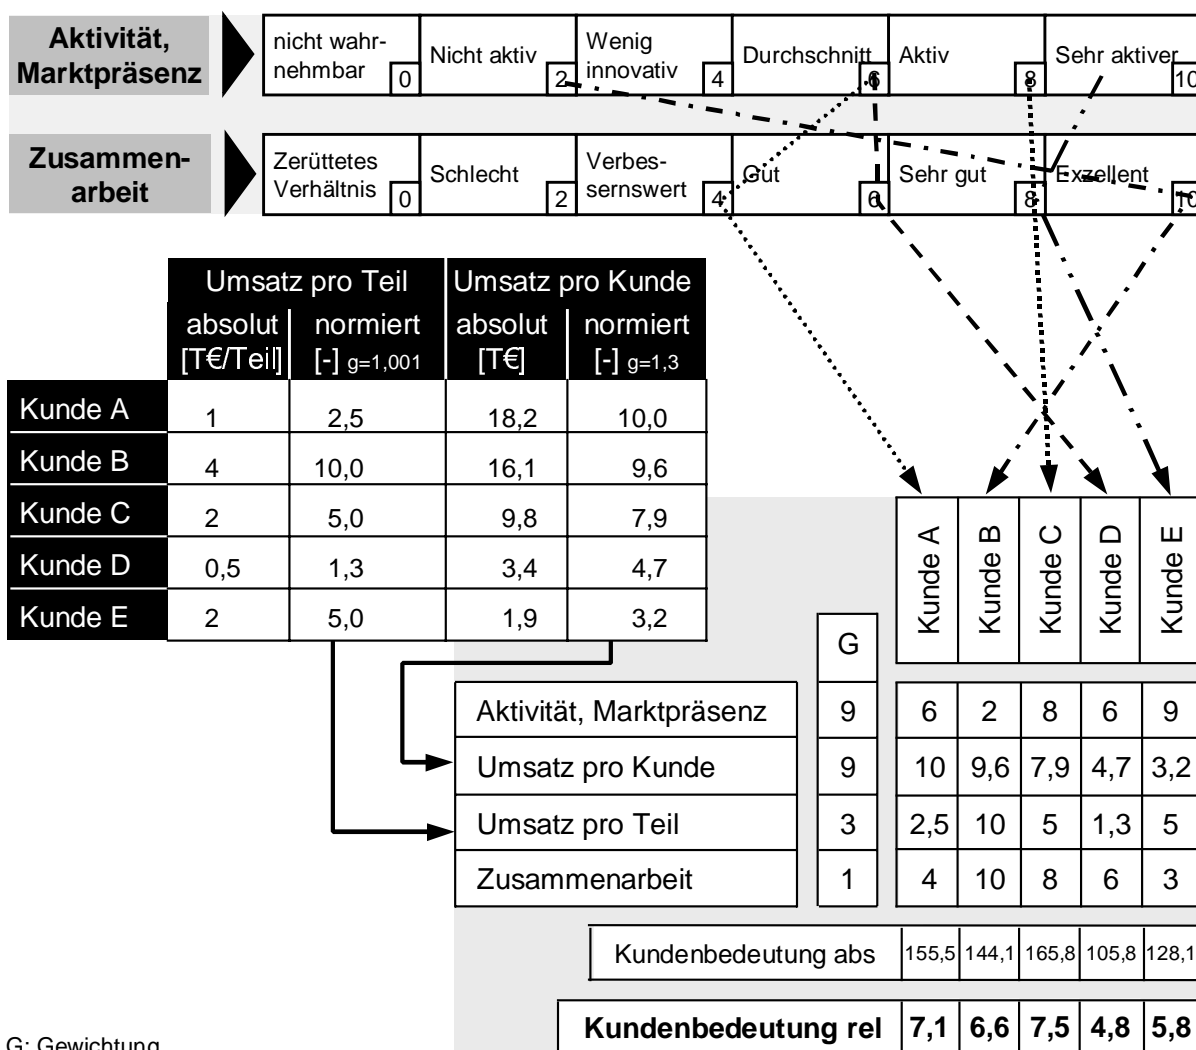 Aktivität, Marktpräsenz
nicht wahr-nehmbar 0 Nicht aktiv 2 Wenig innovativ 4 Durchschnitt 6 Aktiv 8 Sehr aktiver 10
Zusammen-arbeit
Zerüttetes Verhältnis 0 Schlecht 2 Verbes-sernswert 4 Gut 6 Sehr gut 8 Exzellent 10
Umsatz pro Teil Umsatz pro Kunde
absolut [T€/Teil] normiert [-] g=1,001 absolut [T€] normiert [-] g=1,3
Kunde A 1 2,5 18,2 10,0
Kunde B 4 10,0 16,1 9,6
Kunde C 2 5,0 9,8 7,9
Kunde D 0,5 1,3 3,4 4,7
Kunde E 2 5,0 1,9 3,2
G Kunde A Kunde B Kunde C Kunde D Kunde E
Aktivität, Marktpräsenz 9 6 2 8 6 9
Umsatz pro Kunde 9 10 9,6 7,9 4,7 3,2
Umsatz pro Teil 3 2,5 10 5 1,3 5
Zusammenarbeit 1 4 10 8 6 3
Kundenbedeutung abs 155,5 144,1 165,8 105,8 128,1
Kundenbedeutung rel 7,1 6,6 7,5 4,8 5,8
G: Gewichtung